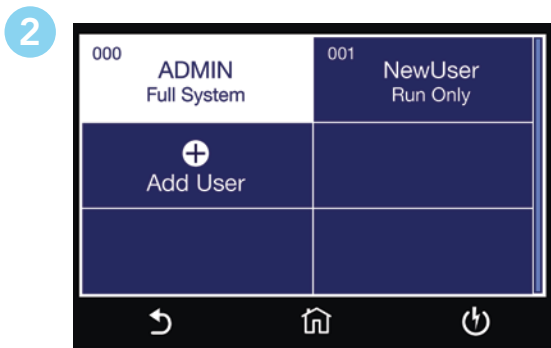 2
000
ADMIN
Full System
001
NewUser
Run Only
Add User